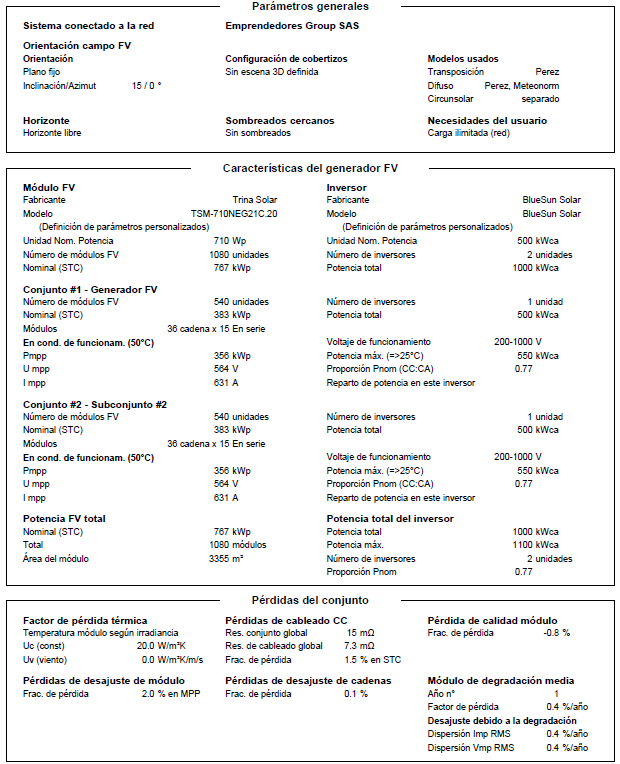 Parámetros generales
Sistema conectado a la red Emprendedores Group SAS
Orientación campo FV
Orientación Configuración de cobertizos Modelos usados
Plano fijo Sin escena 3D definida Transposición Perez
Inclinación/Azimut 15 / 0 ° Difuso Perez, Meteonorm
Circunsolar separado
Horizonte Sombreados cercanos Necesidades del usuario
Horizonte libre Sin sombreados Carga ilimitada (red)
Características del generador FV
Módulo FV Inversor
Fabricante Trina Solar Fabricante BlueSun Solar
Modelo TSM-710NEG21C.20 Modelo BlueSun Solar
(Definición de parámetros personalizados) (Definición de parámetros personalizados)
Unidad Nom. Potencia 710 Wp Unidad Nom. Potencia 500 kWca
Número de módulos FV 1080 unidades Número de inversores 2 unidades
Nominal (STC) 767 kWp Potencia total 1000 kWca
Conjunto #1 - Generador FV
Número de módulos FV 540 unidades Número de inversores 1 unidad
Nominal (STC) 383 kWp Potencia total 500 kWca
Módulos 36 cadena x 15 En serie
En cond. de funcionam. (50°C) Voltaje de funcionamiento 200-1000 V
Pmpp 356 kWp Potencia máx. (=>25°C) 550 kWca
U mpp 564 V Proporción Pnom (CC:CA) 0.77
I mpp 631 A Reparto de potencia en este inversor
Conjunto #2 - Subconjunto #2
Número de módulos FV 540 unidades Número de inversores 1 unidad
Nominal (STC) 383 kWp Potencia total 500 kWca
Módulos 36 cadena x 15 En serie
En cond. de funcionam. (50°C) Voltaje de funcionamiento 200-1000 V
Pmpp 356 kWp Potencia máx. (=>25°C) 550 kWca
U mpp 564 V Proporción Pnom (CC:CA) 0.77
I mpp 631 A Reparto de potencia en este inversor
Potencia FV total Potencia total del inversor
Nominal (STC) 767 kWp Potencia total 1000 kWca
Total 1080 módulos Potencia máx. 1100 kWca
Área del módulo 3355 m² Número de inversores 2 unidades
Proporción Pnom 0.77
Pérdidas del conjunto
Factor de pérdida térmica Pérdidas de cableado CC Pérdida de calidad módulo
Temperatura módulo según irradiancia Res. conjunto global 15 mΩ Frac. de pérdida -0.8 %
Uc (const) 20.0 W/m²K Res. de cableado global 7.3 mΩ
Uv (viento) 0.0 W/m²K/m/s Frac. de pérdida 1.5 % en STC
Pérdidas de desajuste de módulo Pérdidas de desajuste de cadenas Módulo de degradación media
Frac. de pérdida 2.0 % en MPP Frac. de pérdida 0.1 % Año n° 1
Factor de pérdida 0.4 %/año
Desajuste debido a la degradación
Dispersión Imp RMS 0.4 %/año
Dispersión Vmp RMS 0.4 %/año